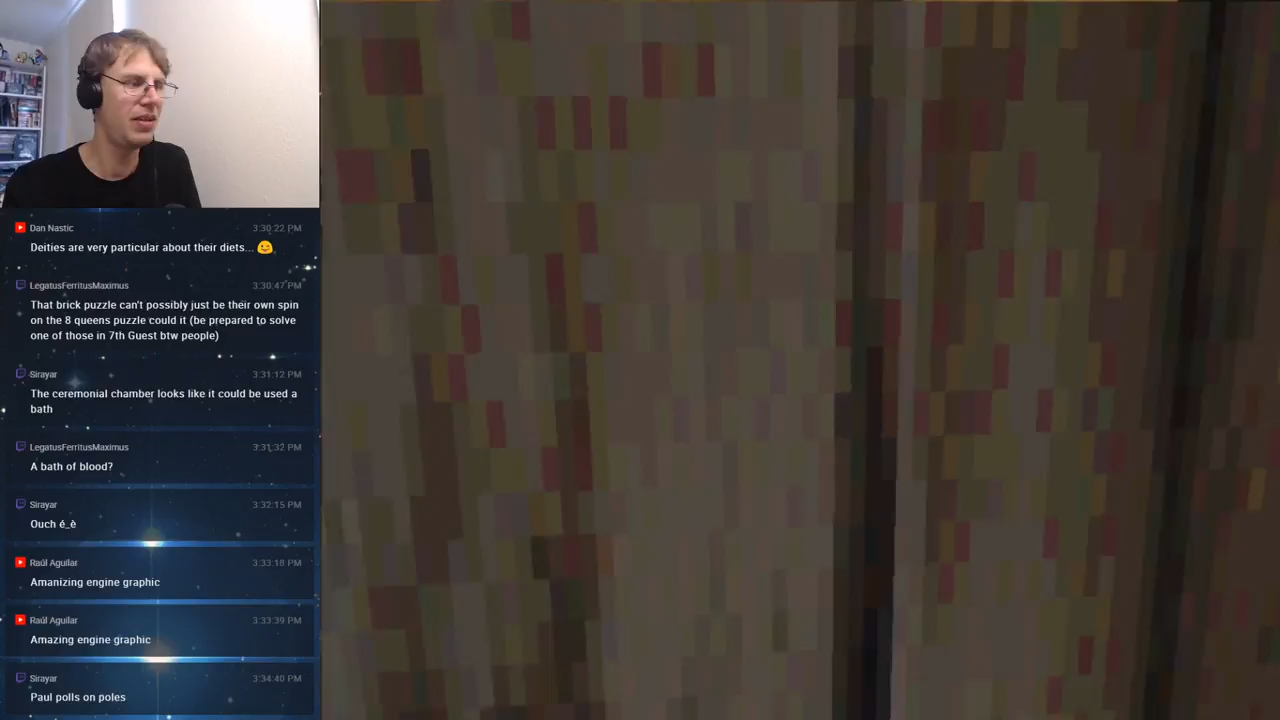 Dan Nastic 3:30:22 PM
Deities are very particular about their diets... 😉
LegatusFerritusMaximus 3:30:47 PM
That brick puzzle can't possibly just be their own spin
on the 8 queens puzzle could it (be prepared to solve
one of those in 7th Guest btw people)
Sirayar 3:31:12 PM
The ceremonial chamber looks like it could be used a
bath
LegatusFerritusMaximus 3:31:32 PM
A bath of blood?
Sirayar 3:32:15 PM
Ouch é_è
Raúl Aguilar 3:33:18 PM
Amanizing engine graphic
Raúl Aguilar 3:33:39 PM
Amazing engine graphic
Sirayar 3:34:40 PM
Paul polls on poles